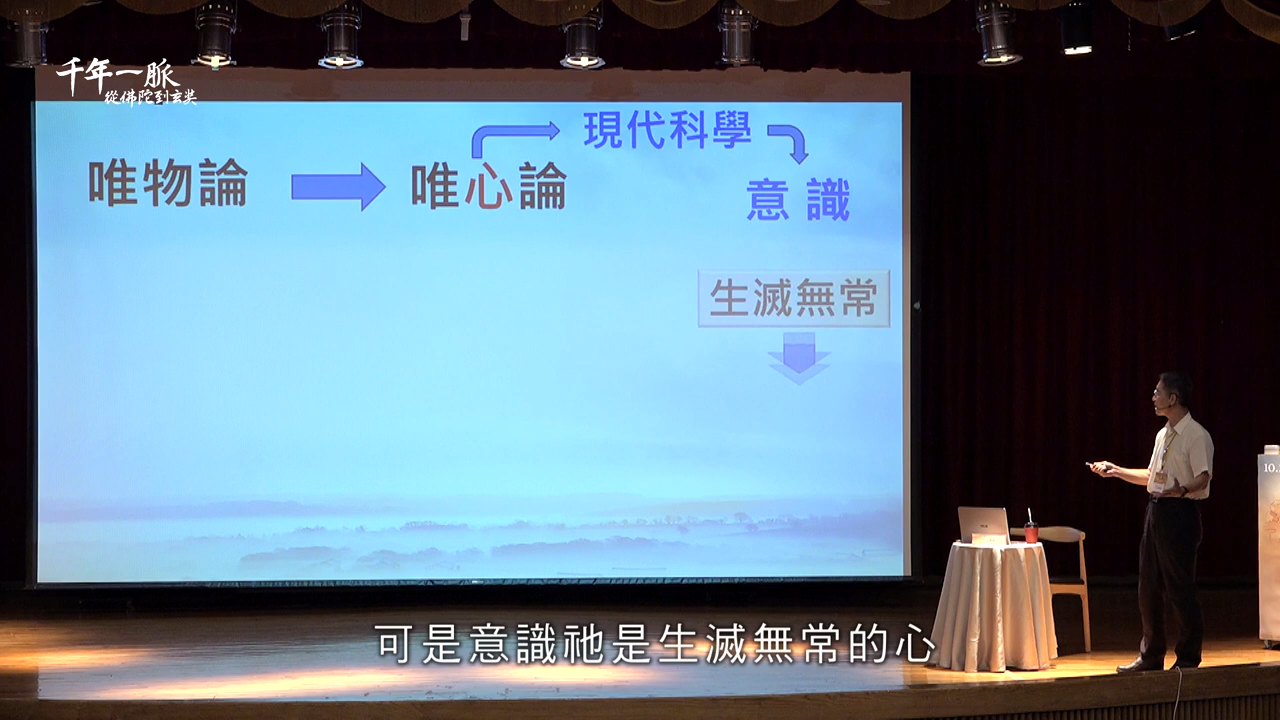 千年一脈
從佛陀到玄奘
現代科學
唯物論
唯心論
意識
生滅無常
10.
可是意識祂是生滅無常的心